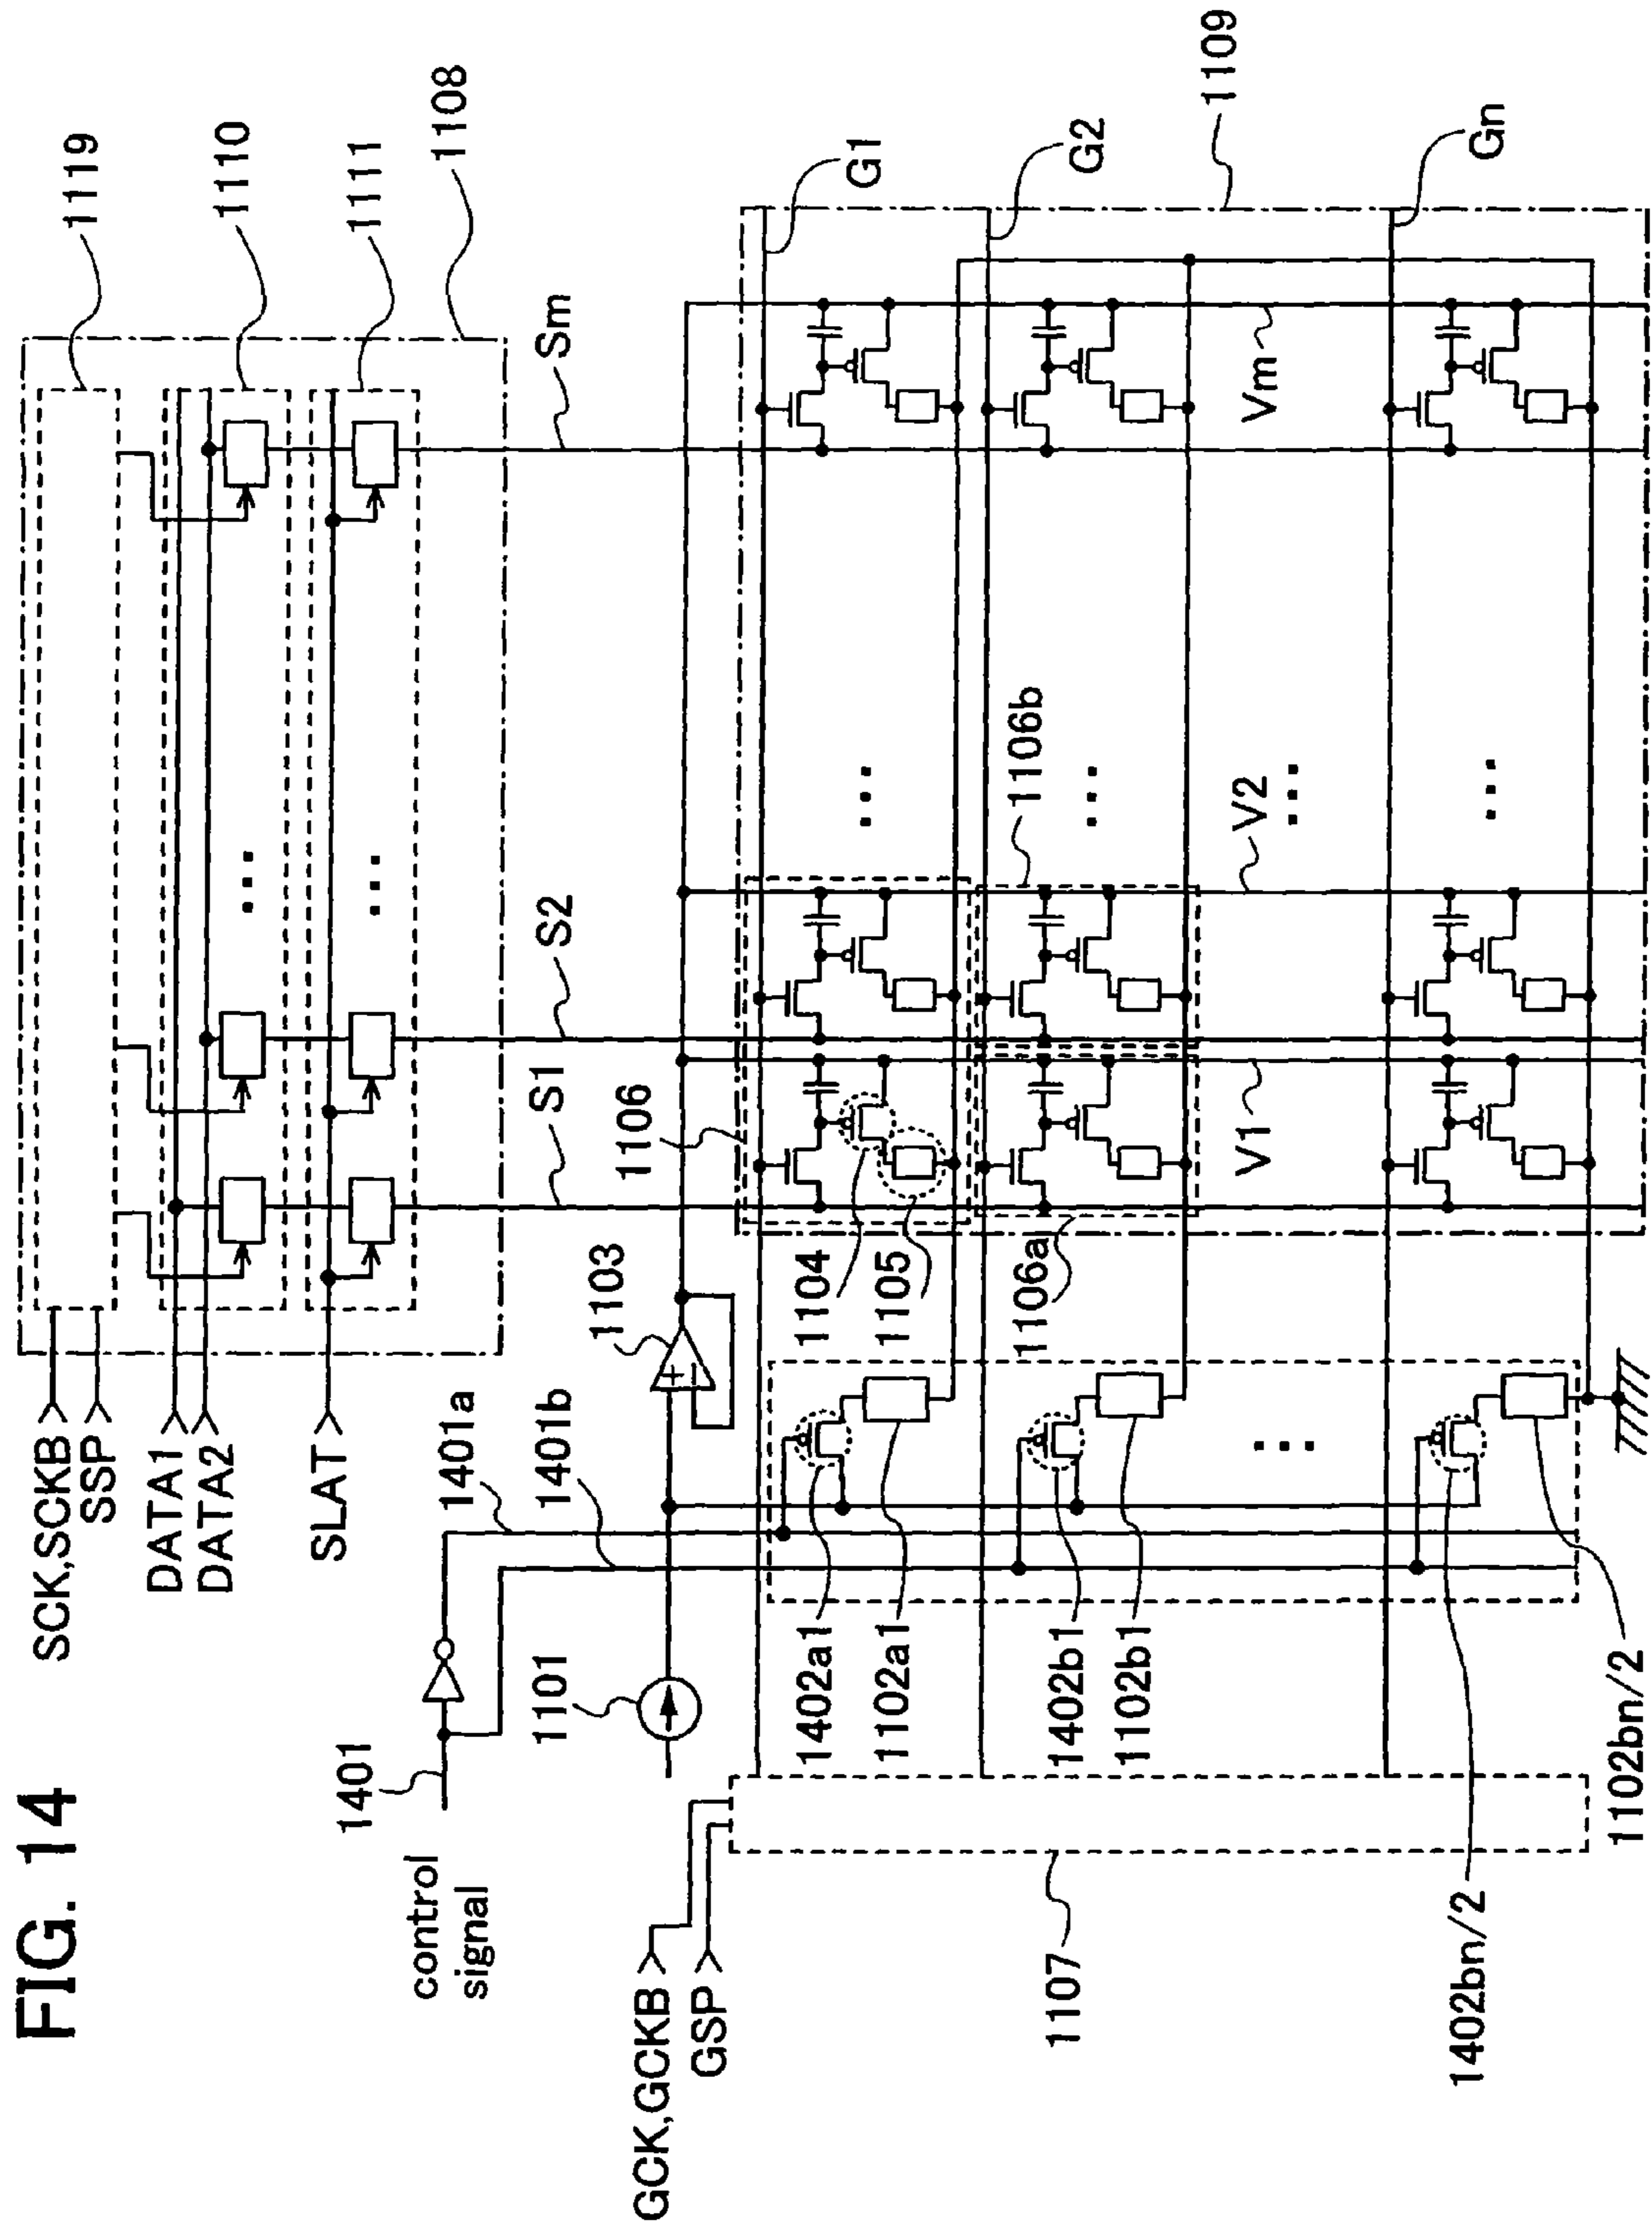 FIG. 14
1119
1110
1111
1108
SCK,SCKB
SSP
DATA1
DATA2
SLAT
1401
control
signal
1401a
1401b
S1
S2
Sm
1101
1103
1106
GCK,GCKB
GSP
G1
G2
Gn
1109
1402a1
1102a1
1104
1105
1106a
1106b
1402b1
1102b1
V1
V2
Vm
1107
1402bn/2
1102bn/2